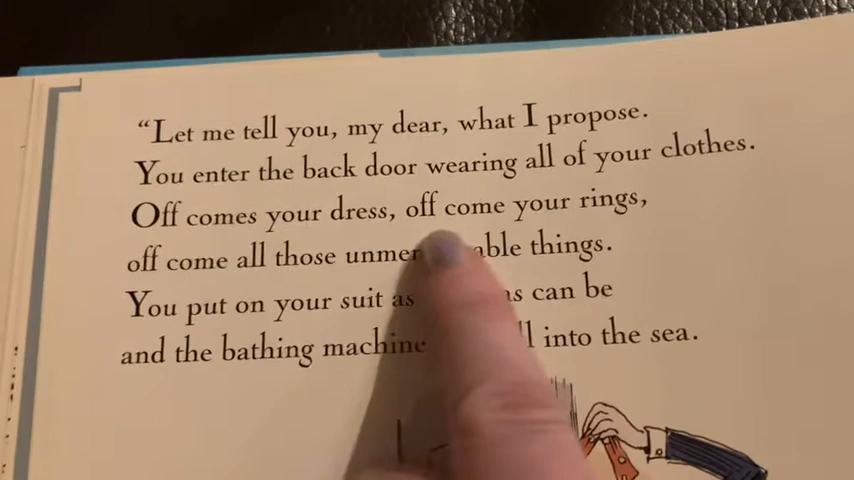 “Let me tell you, my dear, what I propose.
You enter the back door wearing all of your clothes.
Off comes your dress, off come your rings,
off come all those unmentionable things.
You put on your suit as can be
and the bathing machine into the sea.